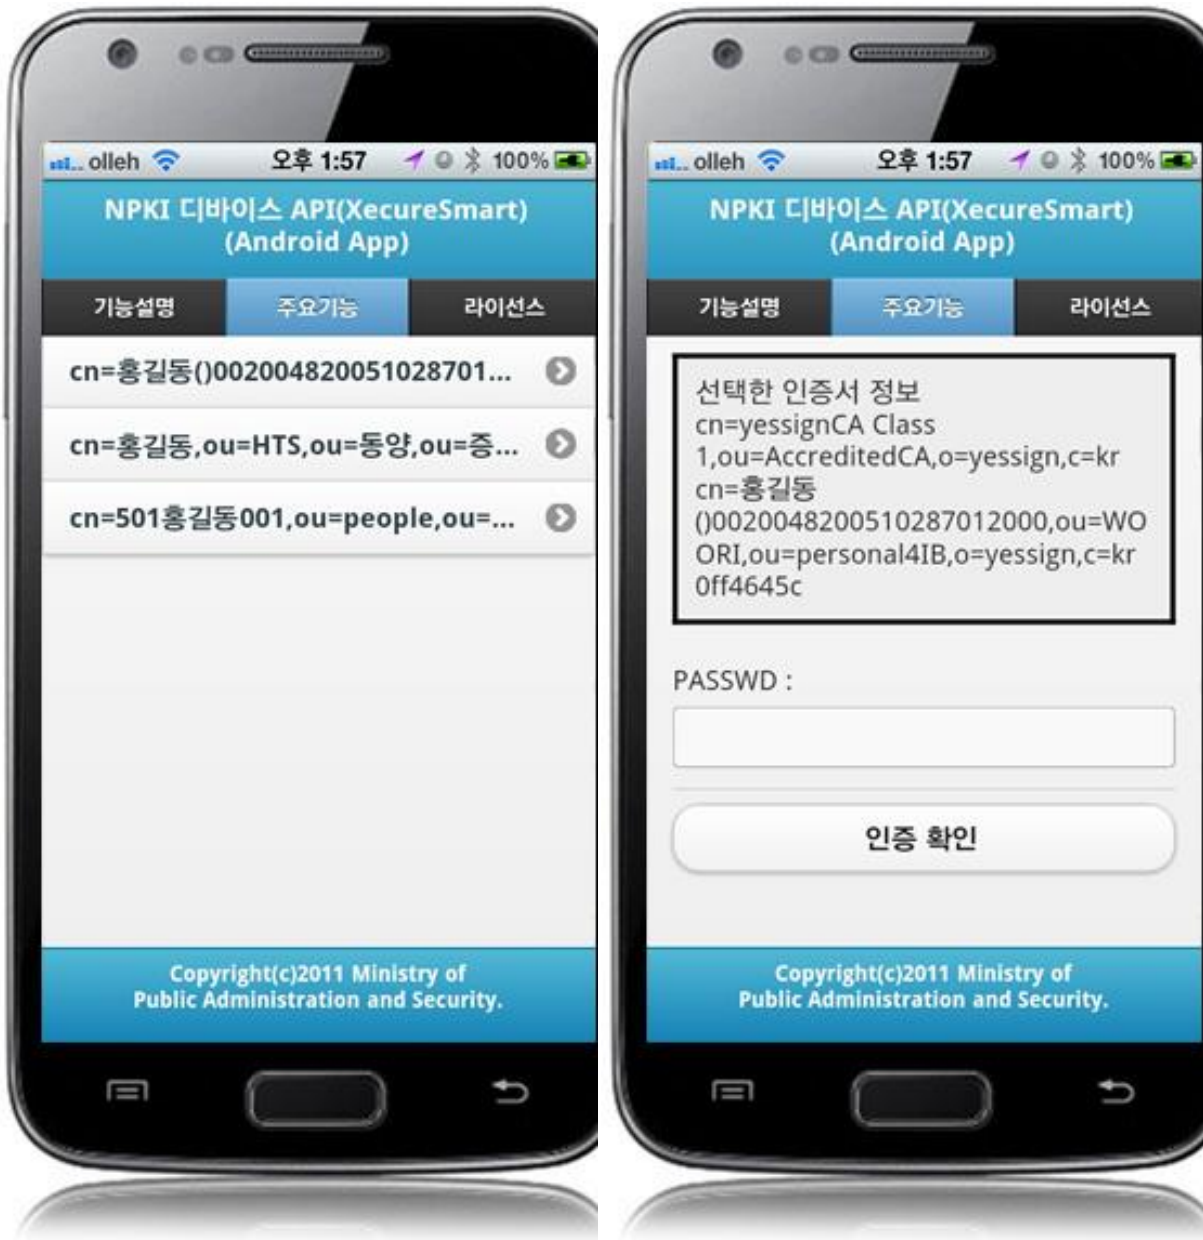 olleh 오후 1:57 100%
NPKI 디바이스 API(XecureSmart)
(Android App)
기능설명 주요기능 라이선스
cn=홍길동()002004820051028701...
cn=홍길동,ou=HTS,ou=동양,ou=증...
cn=501홍길동001,ou=people,ou=...
Copyright(c)2011 Ministry of
Public Administration and Security.
olleh 오후 1:57 100%
NPKI 디바이스 API(XecureSmart)
(Android App)
기능설명 주요기능 라이선스
선택한 인증서 정보
cn=yessignCA Class
1,ou=AccreditedCA,o=yessign,c=kr
cn=홍길동
()0020048200510287012000,ou=WO
ORI,ou=personal4IB,o=yessign,c=kr
0ff4645c
PASSWD :
인증 확인
Copyright(c)2011 Ministry of
Public Administration and Security.